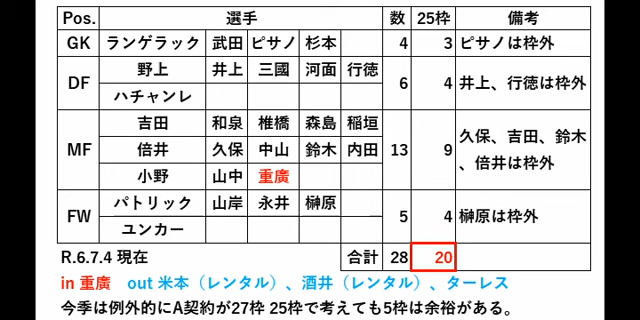 Pos. 選手 数 25枠 備考
GK ランゲラック 武田 ピサノ 杉本 4 3 ピサノは枠外
DF 野上 井上 三國 河面 行徳 6 4 井上、行徳は枠外
ハチャンレ
MF 吉田 和泉 椎橋 森島 稲垣 13 9 久保、吉田、鈴木
倍井 久保 中山 鈴木 内田 、倍井は枠外
小野 山中 重廣
FW パトリック 山岸 永井 榊原 5 4 榊原は枠外
ユンカー
R.6.7.4 現在 合計 28 20
in 重廣 out 米本（レンタル）、酒井（レンタル）、ターレス
今季は例外的にA契約が27枠 25枠で考えても5枠は余裕がある。